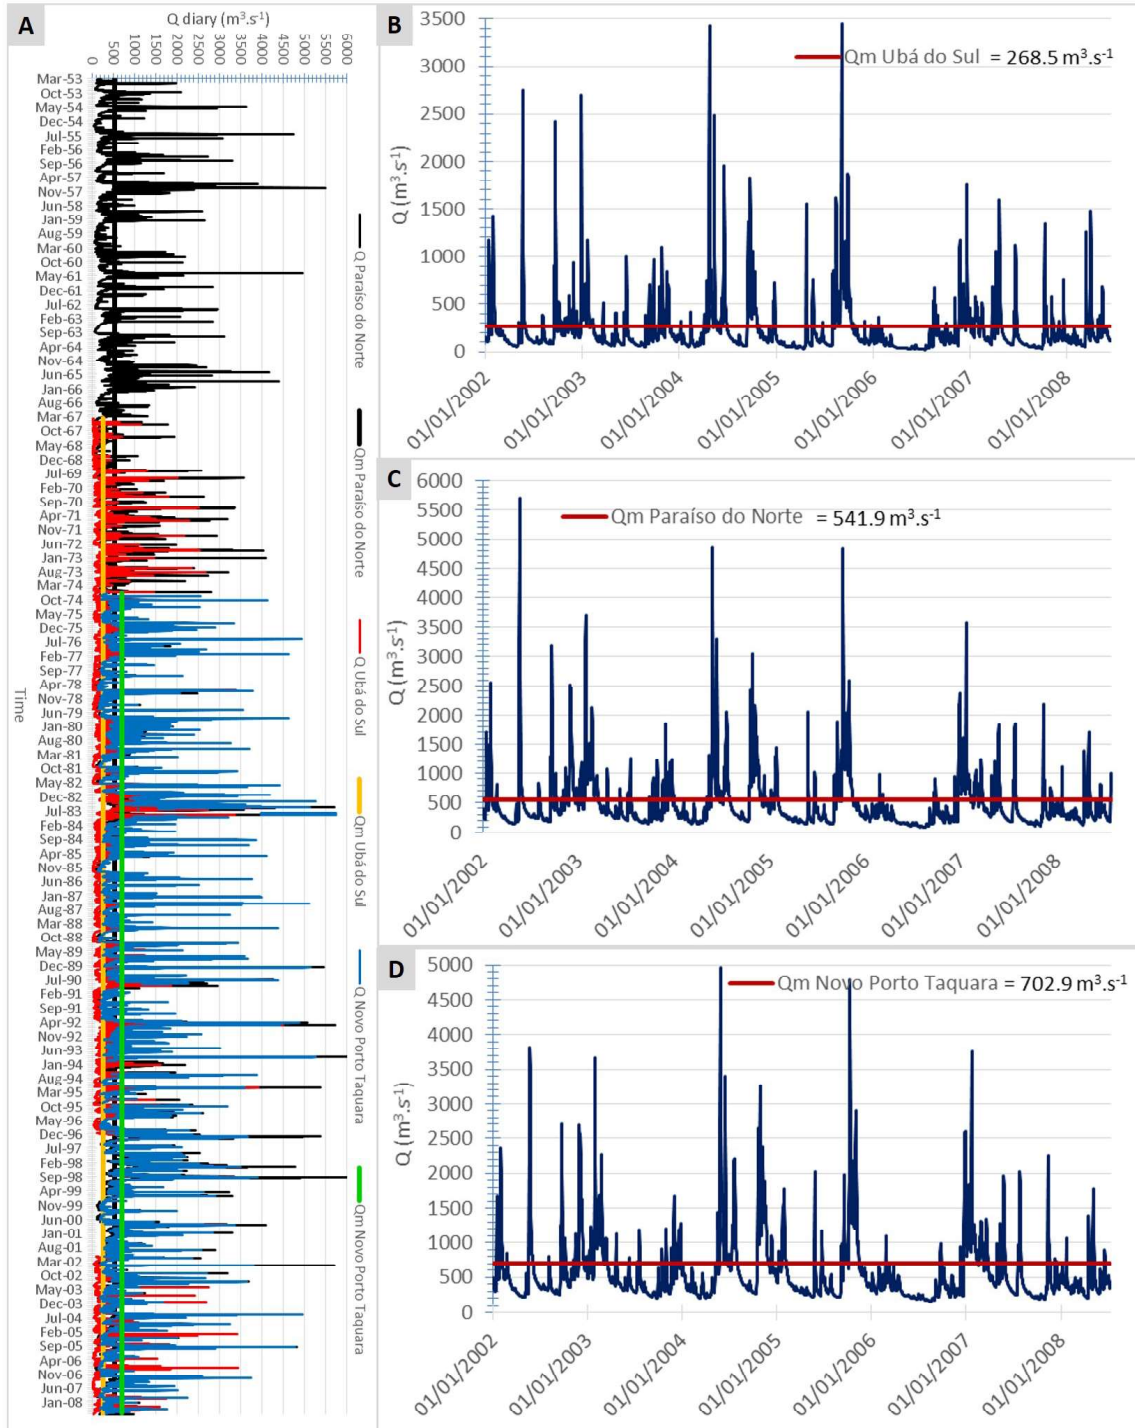 A
Q diary (m³.s⁻¹)
0
500
1000
1500
2000
2500
3000
3500
4000
4500
5000
5500
6000
Mar-53
Oct-53
May-54
Dec-54
Jul-55
Feb-56
Sep-56
Apr-57
Nov-57
Jun-58
Jan-59
Aug-59
Mar-60
Oct-60
May-61
Dec-61
Jul-62
Feb-63
Sep-63
Apr-64
Nov-64
Jun-65
Jan-66
Aug-66
Mar-67
Oct-67
May-68
Dec-68
Jul-69
Feb-70
Sep-70
Apr-71
Nov-71
Jun-72
Jan-73
Aug-73
Mar-74
Oct-74
May-75
Dec-75
Jul-76
Feb-77
Sep-77
Apr-78
Nov-78
Jun-79
Jan-80
Aug-80
Mar-81
Oct-81
May-82
Dec-82
Jul-83
Feb-84
Sep-84
Apr-85
Nov-85
Jun-86
Jan-87
Aug-87
Mar-88
Oct-88
May-89
Dec-89
Jul-90
Feb-91
Sep-91
Apr-92
Nov-92
Jun-93
Jan-94
Aug-94
Mar-95
Oct-95
May-96
Dec-96
Jul-97
Feb-98
Sep-98
Apr-99
Nov-99
Jun-00
Jan-01
Aug-01
Mar-02
Oct-02
May-03
Dec-03
Jul-04
Feb-05
Sep-05
Apr-06
Nov-06
Jun-07
Jan-08
Time
Q Paraíso do Norte
Qm Paraíso do Norte
Q Ubá do Sul
Qm Ubá do Sul
Q Novo Porto Taquara
Qm Novo Porto Taquara
B
Qm Ubá do Sul = 268.5 m³.s⁻¹
Q (m³.s⁻¹)
3500
3000
2500
2000
1500
1000
500
0
01/01/2002
01/01/2003
01/01/2004
01/01/2005
01/01/2006
01/01/2007
01/01/2008
C
Qm Paraíso do Norte = 541.9 m³.s⁻¹
Q (m³.s⁻¹)
6000
5500
5000
4500
4000
3500
3000
2500
2000
1500
1000
500
0
01/01/2002
01/01/2003
01/01/2004
01/01/2005
01/01/2006
01/01/2007
01/01/2008
D
Qm Novo Porto Taquara = 702.9 m³.s⁻¹
Q (m³.s⁻¹)
5000
4500
4000
3500
3000
2500
2000
1500
1000
500
0
01/01/2002
01/01/2003
01/01/2004
01/01/2005
01/01/2006
01/01/2007
01/01/2008